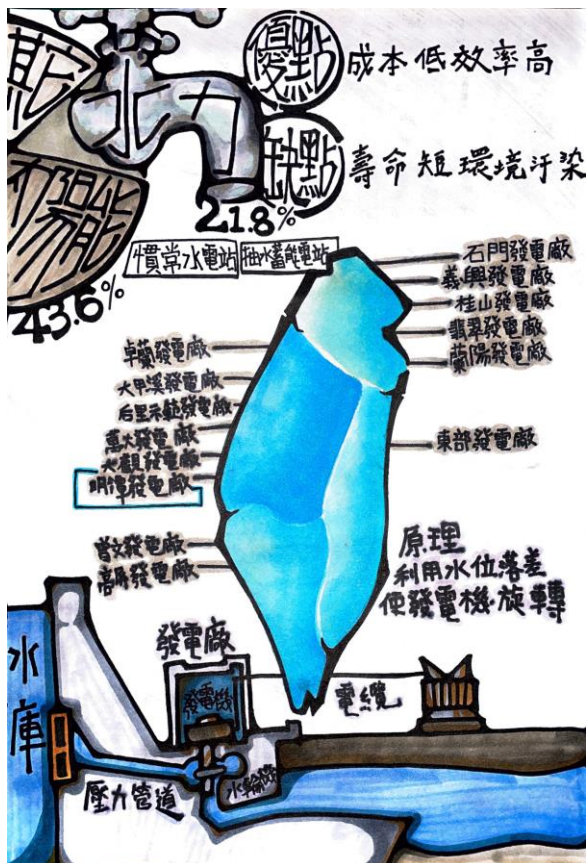 其它
水力
21.8%
太陽能
43.6%
優點
成本低效率高
缺點
壽命短環境汙染
慣常水電站
抽水蓄能電站
石門發電廠
義興發電廠
桂山發電廠
翡翠發電廠
蘭陽發電廠
東部發電廠
卓蘭發電廠
大甲溪發電廠
后里示範發電廠
萬大發電廠
大觀發電廠
明潭發電廠
曾文發電廠
高屏發電廠
原理
利用水位落差
使發電機旋轉
水庫
發電廠
發電機
電纜
水輪機
壓力管道